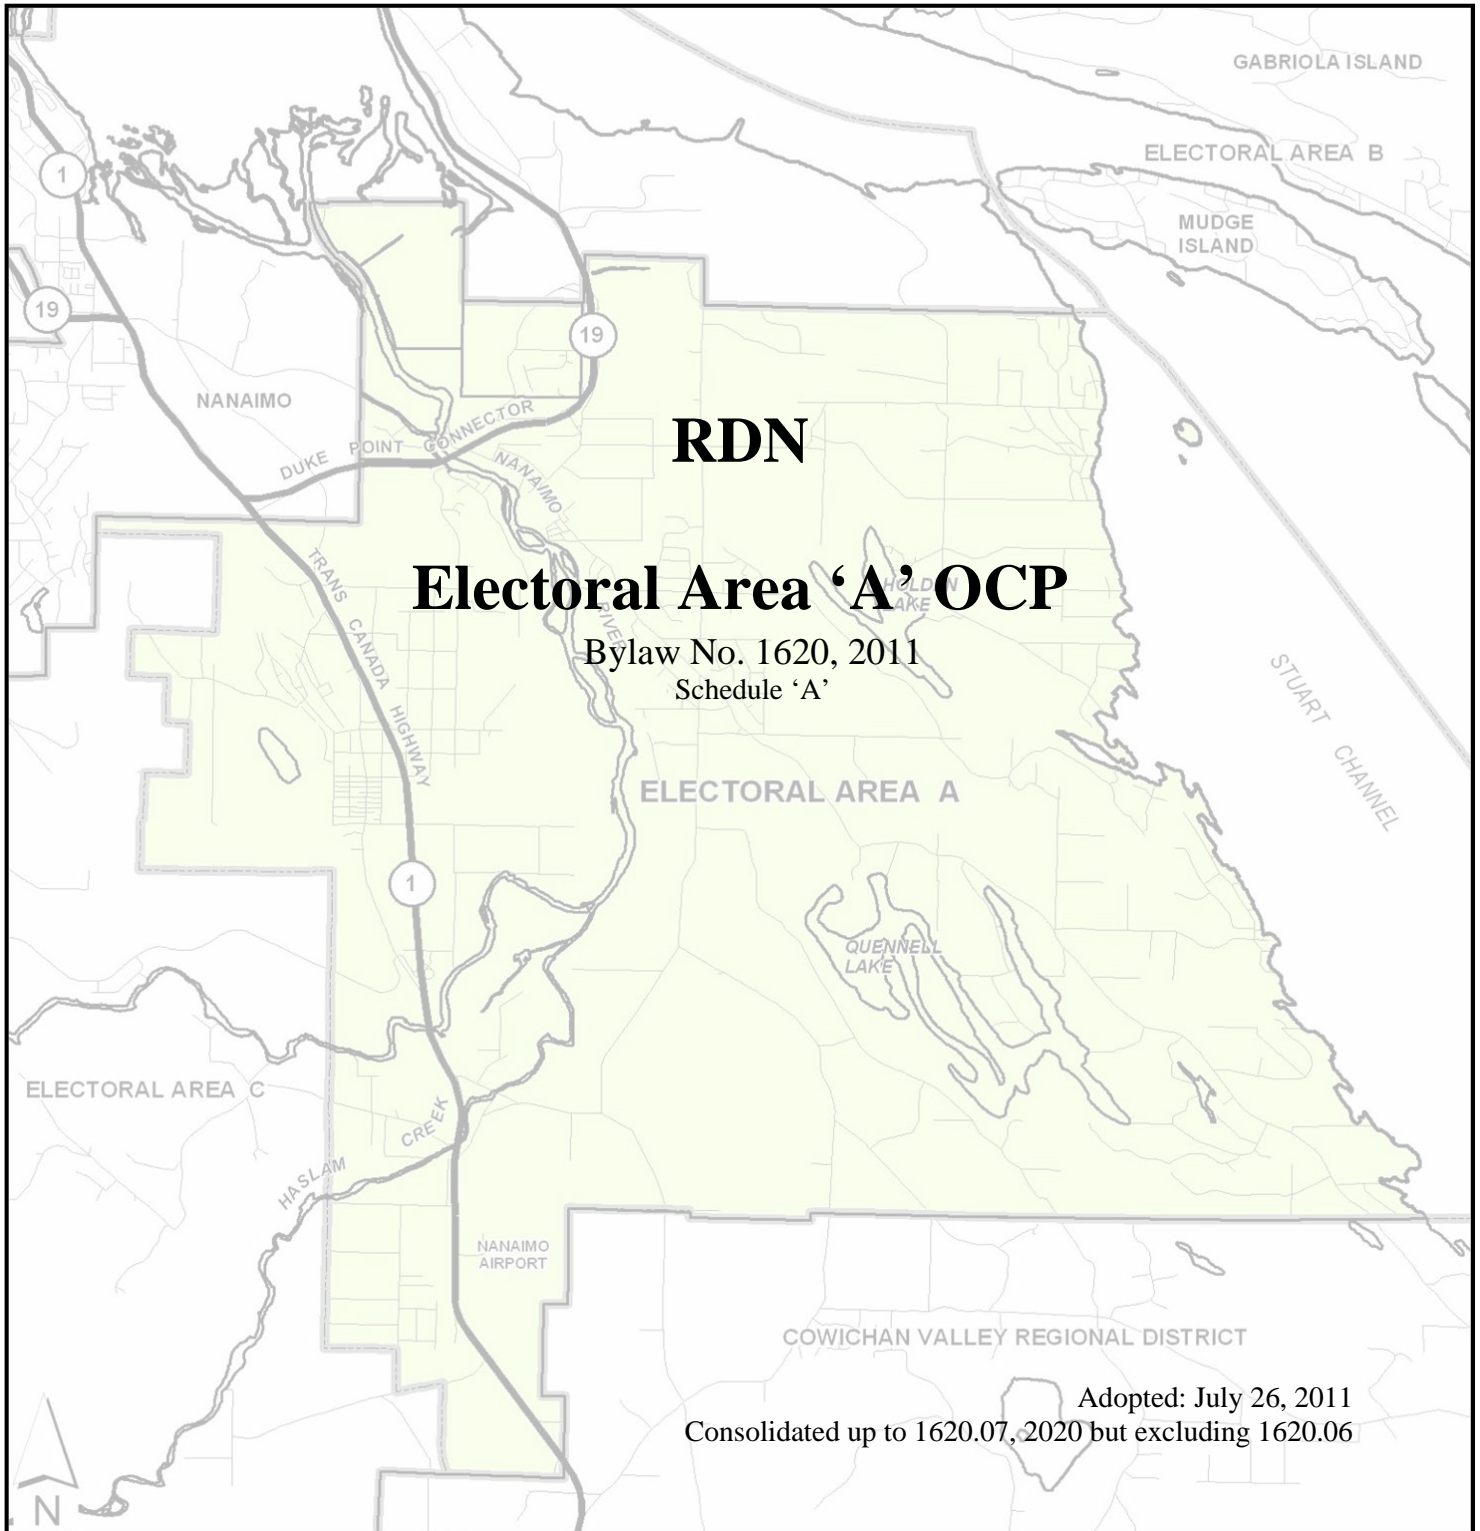 GABRIOLA ISLAND
ELECTORAL AREA B
1
MUDGE
ISLAND
19
19
NANAIMO
DUKE POINT CONNECTOR
RDN
NANAIMO
RIVER
TRANS CANADA HIGHWAY
HOLDEN
LAKE
Electoral Area ‘A’ OCP
Bylaw No. 1620, 2011
Schedule ‘A’
STUART CHANNEL
ELECTORAL AREA A
1
QUENNELL
LAKE
ELECTORAL AREA C
HASLAM CREEK
NANAIMO
AIRPORT
COWICHAN VALLEY REGIONAL DISTRICT
Adopted: July 26, 2011
Consolidated up to 1620.07, 2020 but excluding 1620.06
N